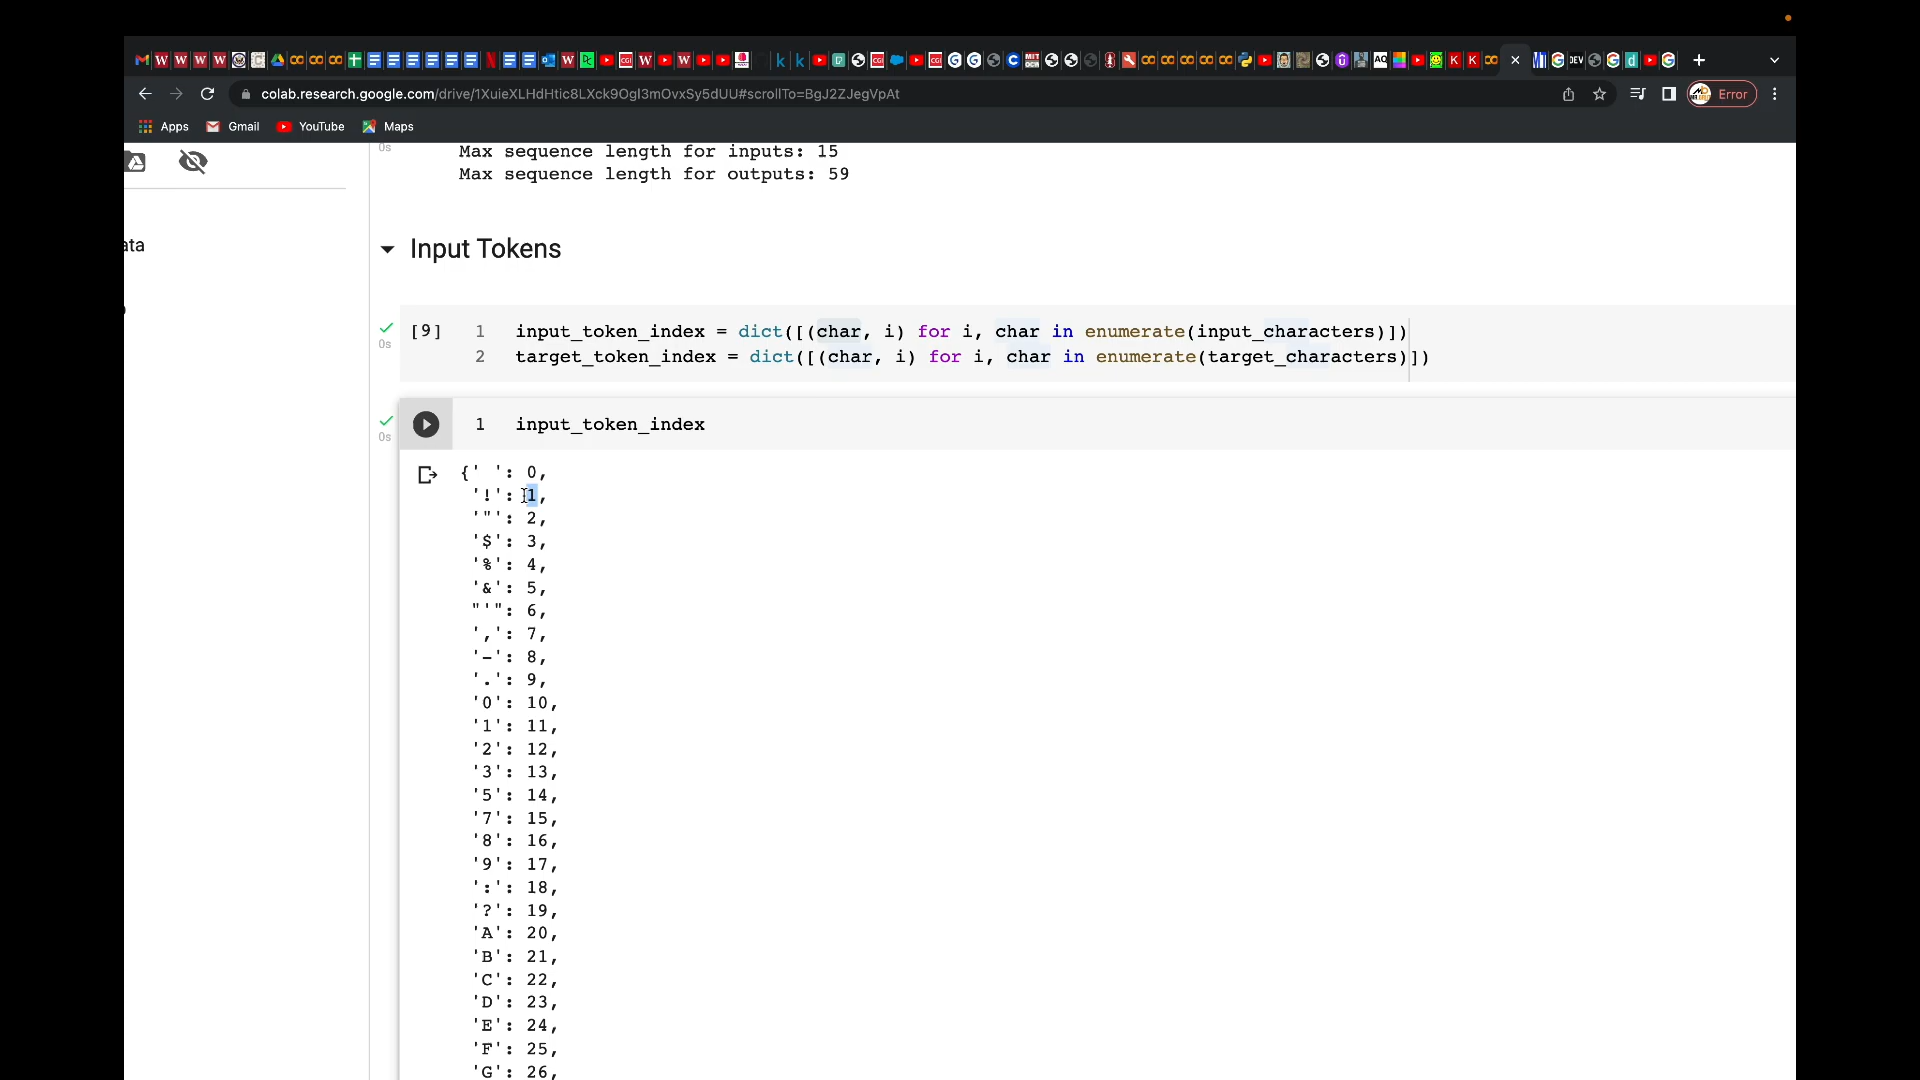 colab.research.google.com/drive/1XuieXLHdHtic8LXck9OgI3mOvxSy5dUU#scrollTo=BgJ2ZJegVpAt
Error
Apps
Gmail
YouTube
Maps
0s
Max sequence length for inputs: 15
Max sequence length for outputs: 59
ata
Input Tokens
[9]
0s
1 input_token_index = dict([(char, i) for i, char in enumerate(input_characters)])
2 target_token_index = dict([(char, i) for i, char in enumerate(target_characters)])
0s
1 input_token_index
{' ': 0,
'!': 1,
'"': 2,
'$': 3,
'%': 4,
'&': 5,
"'": 6,
',': 7,
'-': 8,
'.': 9,
'0': 10,
'1': 11,
'2': 12,
'3': 13,
'5': 14,
'7': 15,
'8': 16,
'9': 17,
':': 18,
'?': 19,
'A': 20,
'B': 21,
'C': 22,
'D': 23,
'E': 24,
'F': 25,
'G': 26,